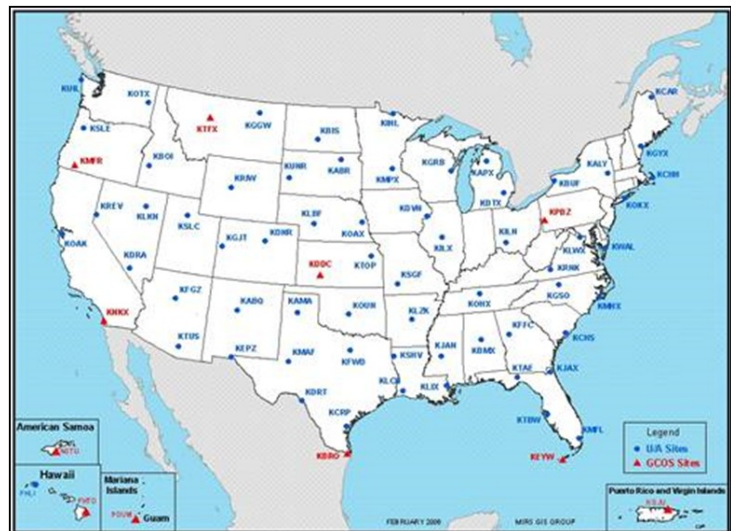 KUIL
KOTX
KCAR
KTFX
KGGW
KINL
KSLE
KBIS
KGYX
KMFR
KBOI
KUNR
KABR
KMPX
KGRB
KAPX
KALY
KCHH
KRIW
KDTX
KBUF
KOKX
KREV
KLKN
KSLC
KLBF
KOAX
KDVN
KPBZ
KOAK
KGJT
KDNR
KILX
KILN
KLWX
KWAL
KDRA
KDDC
KTOP
KSGF
KRNK
KFGZ
KABQ
KAMA
KOUN
KOHX
KGSO
KMHX
KNKX
KLZK
KTUS
KEPZ
KMAF
KFWD
KSHV
KJAN
KBMX
KFFC
KCHS
KDRT
KLCH
KLIX
KTAE
KJAX
KCRP
KTBW
KMFL
KBRO
KEYW
American Samoa
NSTU
Hawaii
PHLI
PHTO
Mariana
Islands
PGUM
Guam
Legend
U/A Sites
GCOS Sites
Puerto Rico and Virgin Islands
FEBRUARY 2009
MIRS GIS GROUP